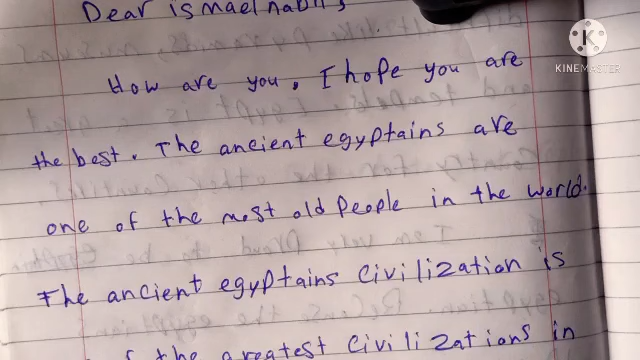 Dear ismael nabil,
KINEMASTER
How are you. I hope you are
the best. The ancient egyptains are
one of the most old people in the world.
The ancient egyptains civilization is
of the greatest civilizations in